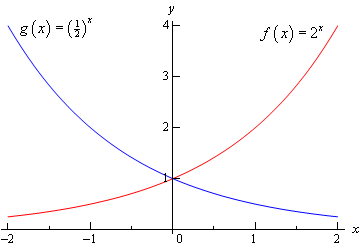 y
g(x) = (1/2)^x
f(x) = 2^x
4
3
2
1
−2 −1 0 1 2 x